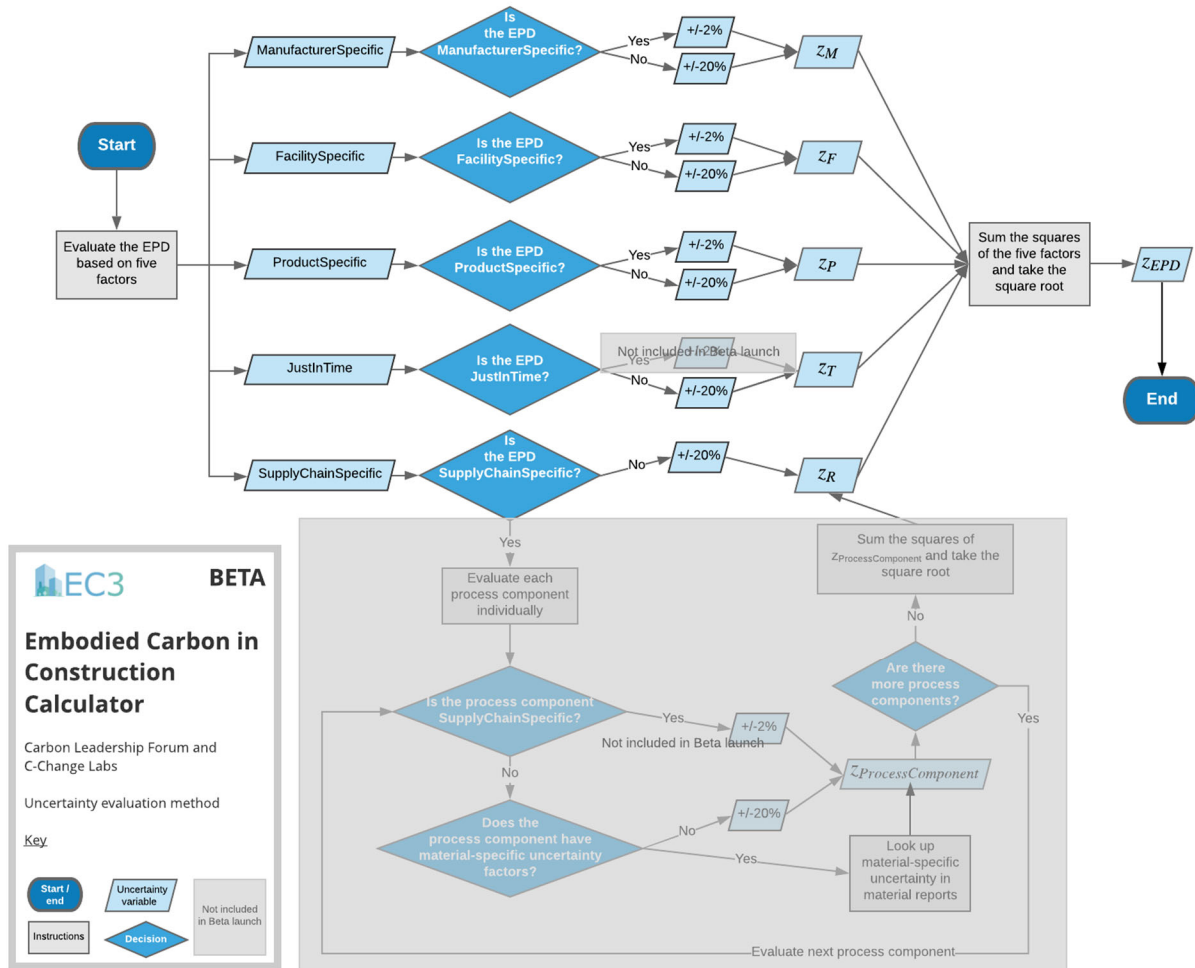 Start
Evaluate the EPD
based on five
factors
ManufacturerSpecific
Is
the EPD
ManufacturerSpecific?
Yes
No
+/-2%
+/-20%
zM
FacilitySpecific
Is the EPD
FacilitySpecific?
Yes
No
+/-2%
+/-20%
zF
ProductSpecific
Is the EPD
ProductSpecific?
Yes
No
+/-2%
+/-20%
zP
JustInTime
Is the EPD
JustInTime?
Yes
No
+/-2%
Not included in Beta launch
+/-20%
zT
SupplyChainSpecific
Is
the EPD
SupplyChainSpecific?
No
+/-20%
zR
Sum the squares
of the five factors
and take the
square root
zEPD
End
Yes
Evaluate each
process component
individually
Is the process component
SupplyChainSpecific?
Yes
+/-2%
Not included in Beta launch
No
Does the
process component have
material-specific uncertainty
factors?
No
+/-20%
Yes
Look up
material-specific
uncertainty in
material reports
zProcessComponent
Are there
more process
components?
Yes
No
Sum the squares of
zProcessComponent and take the
square root
Evaluate next process component
EC3
BETA
Embodied Carbon in
Construction
Calculator
Carbon Leadership Forum and
C-Change Labs
Uncertainty evaluation method
Key
Start /
end
Uncertainty
variable
Not included
in Beta launch
Instructions
Decision